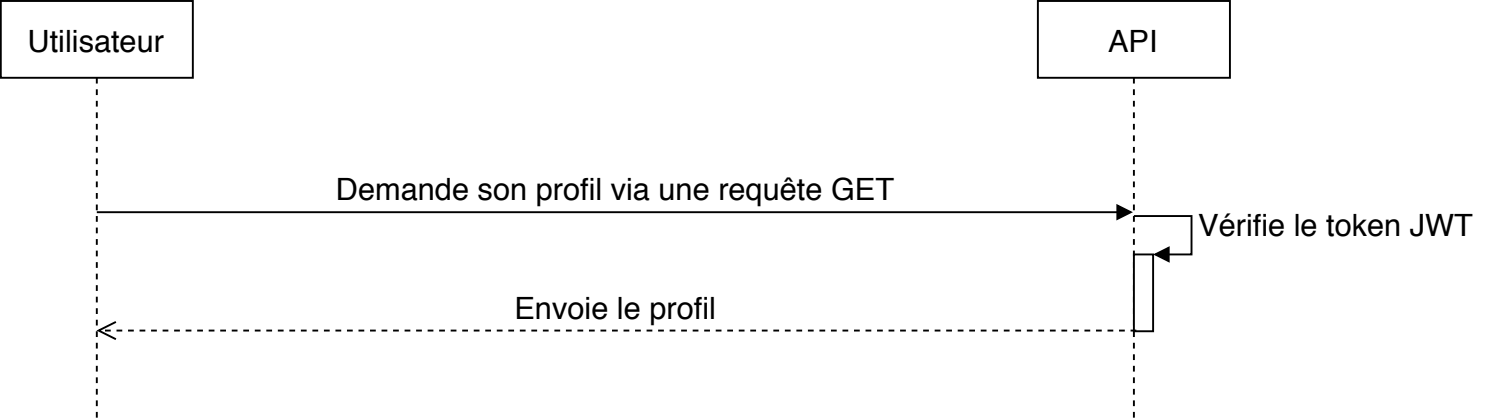 Utilisateur
API
Demande son profil via une requête GET
Vérifie le token JWT
Envoie le profil